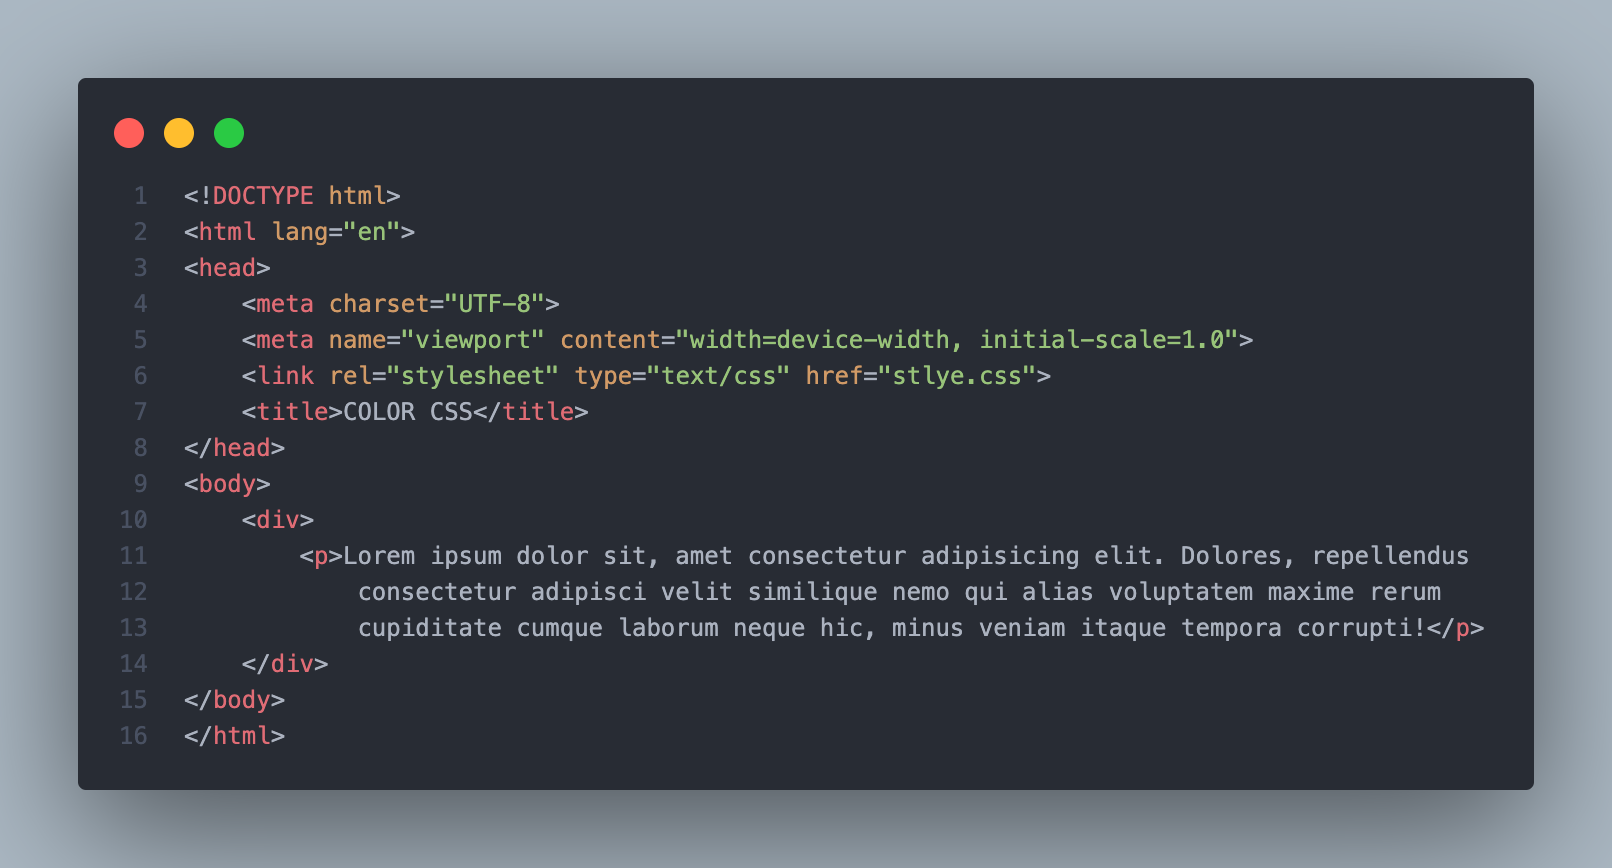 1 <!DOCTYPE html>
2 <html lang="en">
3 <head>
4     <meta charset="UTF-8">
5     <meta name="viewport" content="width=device-width, initial-scale=1.0">
6     <link rel="stylesheet" type="text/css" href="stlye.css">
7     <title>COLOR CSS</title>
8 </head>
9 <body>
10     <div>
11         <p>Lorem ipsum dolor sit, amet consectetur adipisicing elit. Dolores, repellendus
12             consectetur adipisci velit similique nemo qui alias voluptatem maxime rerum
13             cupiditate cumque laborum neque hic, minus veniam itaque tempora corrupti!</p>
14     </div>
15 </body>
16 </html>